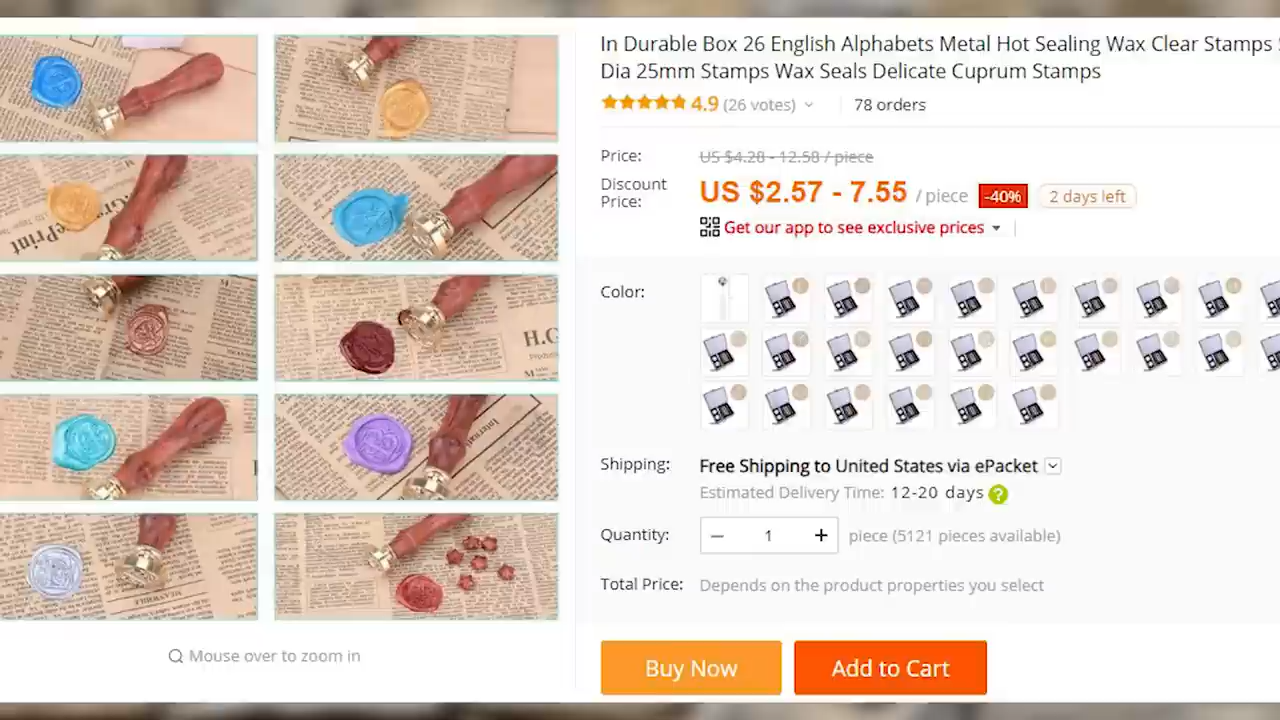 In Durable Box 26 English Alphabets Metal Hot Sealing Wax Clear Stamps
Dia 25mm Stamps Wax Seals Delicate Cuprum Stamps
4.9 (26 votes) 78 orders
Price: US $4.28 - 12.58 / piece
Discount Price: US $2.57 - 7.55 / piece -40% 2 days left
Get our app to see exclusive prices
Color:
Shipping: Free Shipping to United States via ePacket
Estimated Delivery Time: 12-20 days ?
Quantity: − 1 + piece (5121 pieces available)
Total Price: Depends on the product properties you select
Mouse over to zoom in
Buy Now Add to Cart